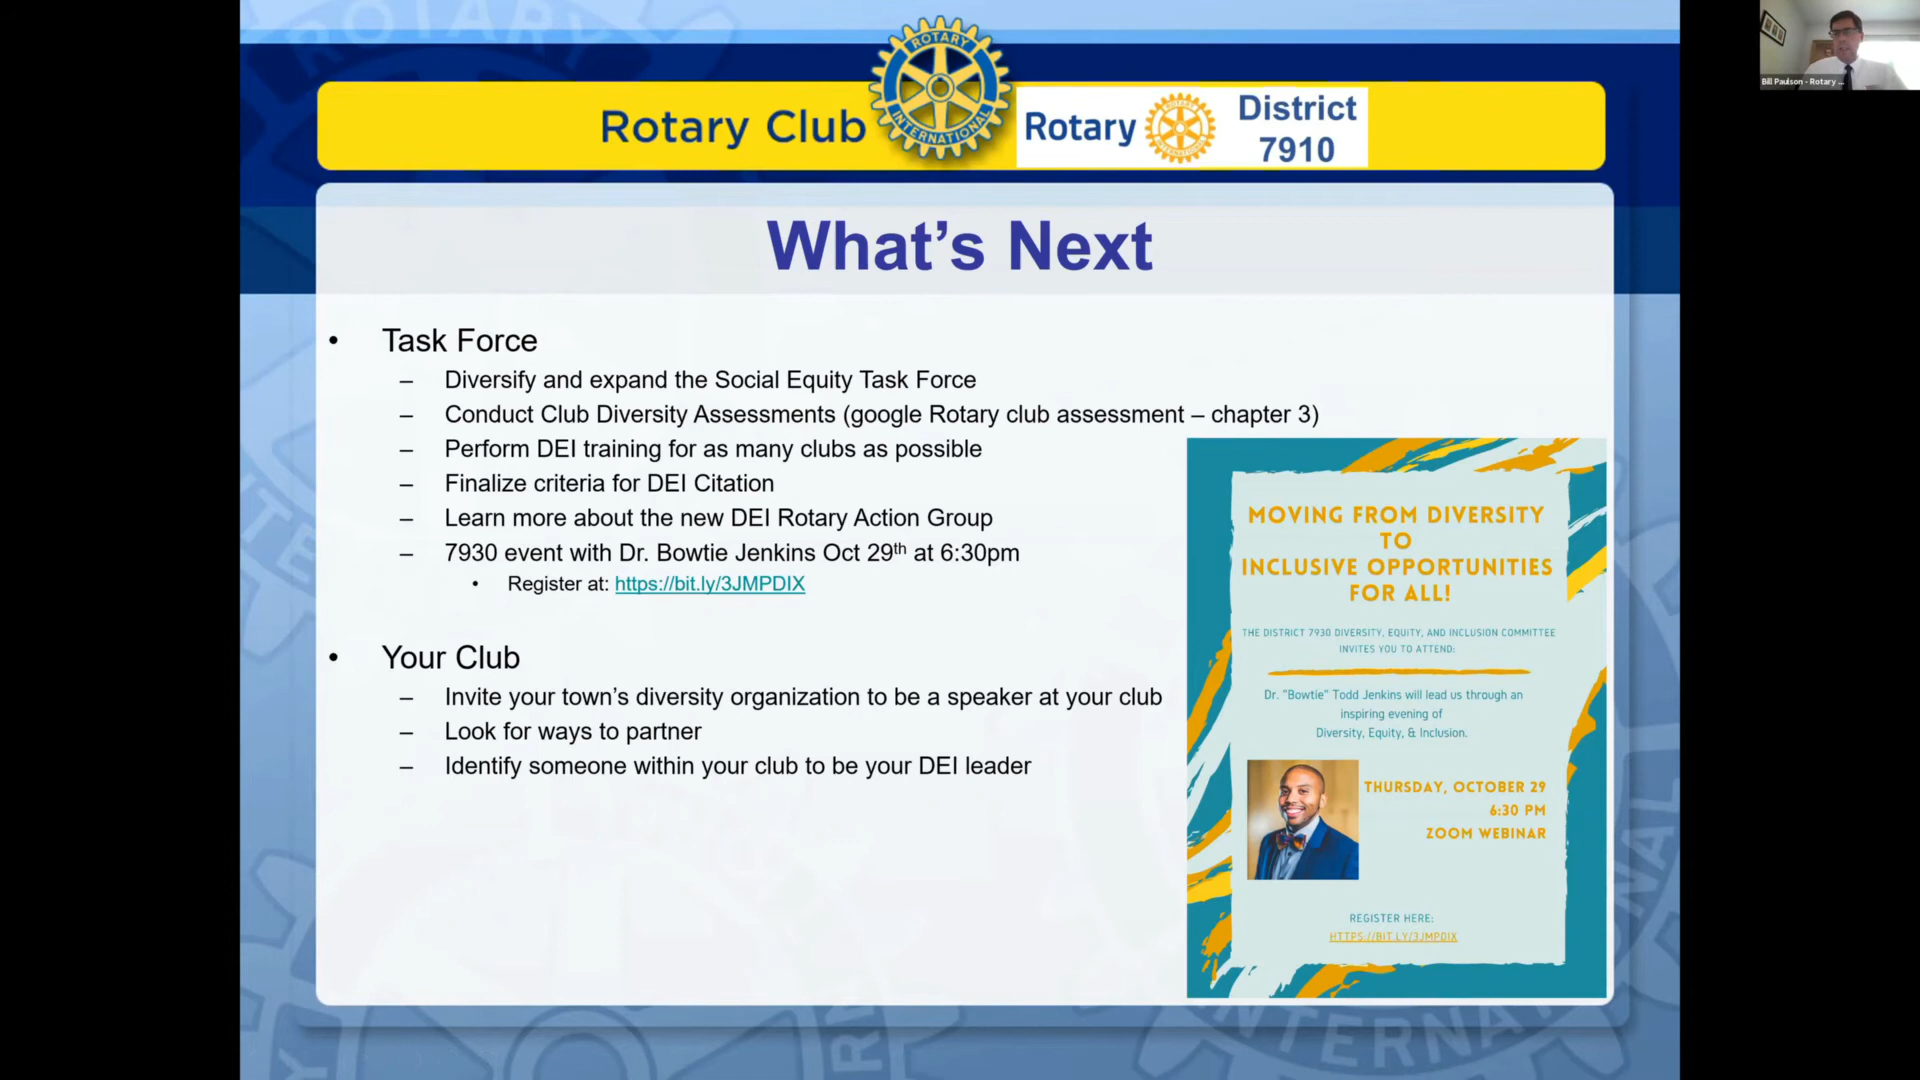 Rotary Club
ROTARY
INTERNATIONAL
Rotary
District
7910
Bill Paulson - Rotary ...
What's Next
• Task Force
– Diversify and expand the Social Equity Task Force
– Conduct Club Diversity Assessments (google Rotary club assessment – chapter 3)
– Perform DEI training for as many clubs as possible
– Finalize criteria for DEI Citation
– Learn more about the new DEI Rotary Action Group
– 7930 event with Dr. Bowtie Jenkins Oct 29th at 6:30pm
• Register at: https://bit.ly/3JMPDIX
• Your Club
– Invite your town's diversity organization to be a speaker at your club
– Look for ways to partner
– Identify someone within your club to be your DEI leader
MOVING FROM DIVERSITY
TO
INCLUSIVE OPPORTUNITIES
FOR ALL!
THE DISTRICT 7930 DIVERSITY, EQUITY, AND INCLUSION COMMITTEE
INVITES YOU TO ATTEND:
Dr. "Bowtie" Todd Jenkins will lead us through an
inspiring evening of
Diversity, Equity, & Inclusion.
THURSDAY, OCTOBER 29
6:30 PM
ZOOM WEBINAR
REGISTER HERE:
HTTPS://BIT.LY/3JMPDIX